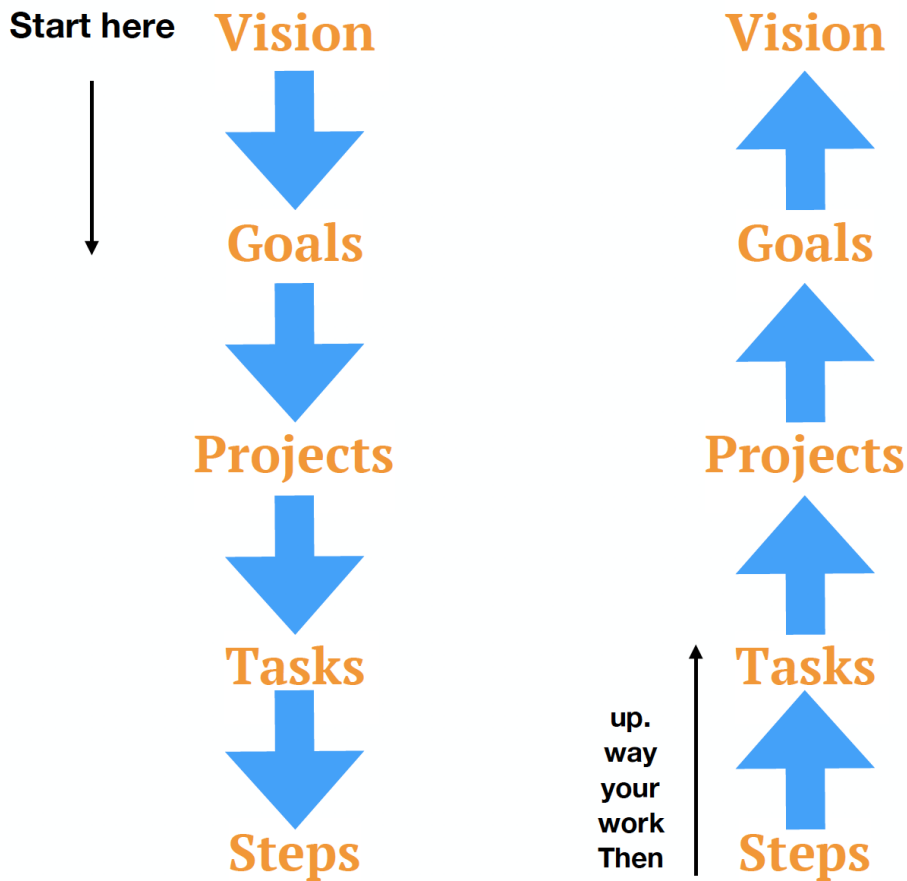 Start here
Vision
Goals
Projects
Tasks
Steps
Vision
Goals
Projects
Tasks
Steps
up.
way
your
work
Then